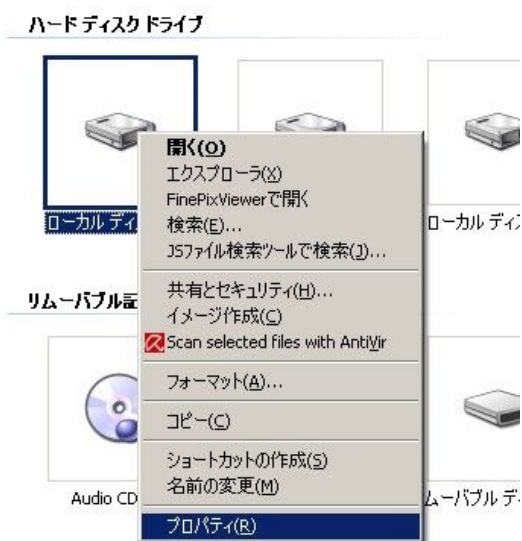 ハード ディスク ドライブ
開く(O)
エクスプローラ(X)
FinePixViewerで開く
ローカル ディ
検索(E)...
ローカル ディ
JSファイル検索ツールで検索(J)...
共有とセキュリティ(H)...
リムーバブル記
イメージ作成(C)
Scan selected files with AntiVir
フォーマット(A)...
コピー(C)
ショートカットの作成(S)
名前の変更(M)
Audio CD
ムーバブル デ
プロパティ(R)